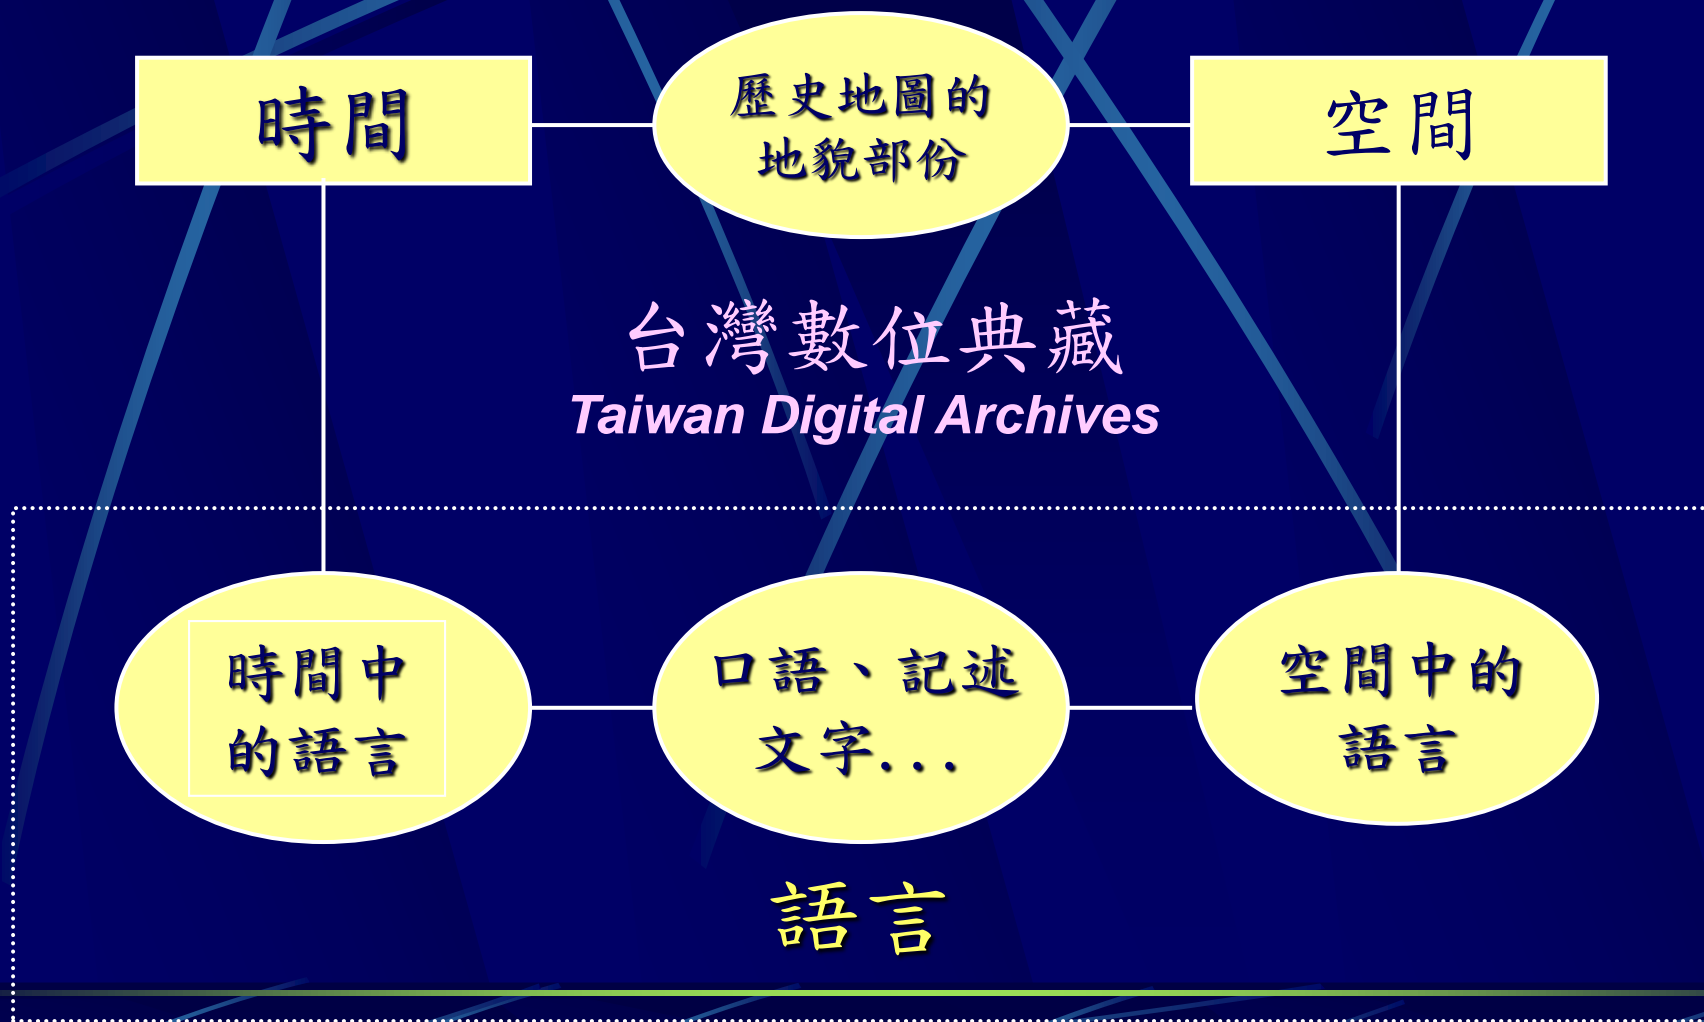 時間
歷史地圖的
地貌部份
空間
台灣數位典藏
Taiwan Digital Archives
時間中
的語言
口語、記述
文字...
空間中的
語言
語言